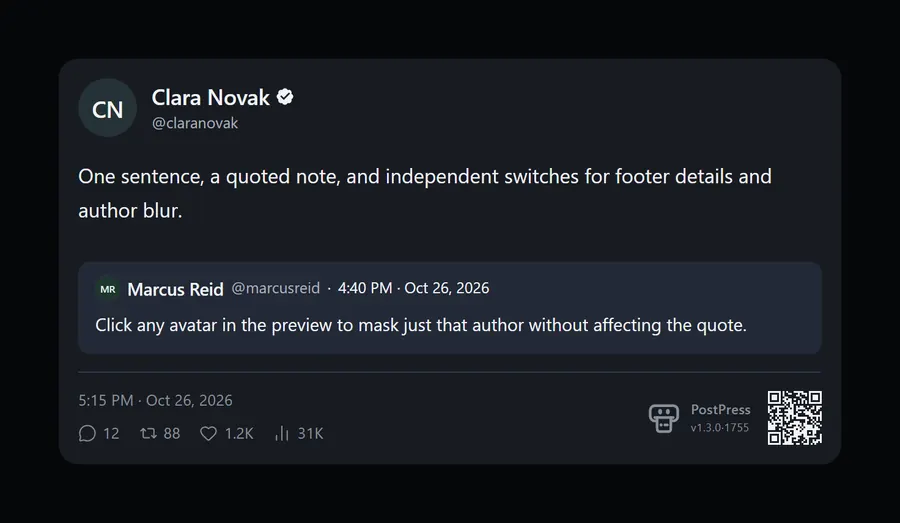 CN
Clara Novak
@claranovak
One sentence, a quoted note, and independent switches for footer details and
author blur.
MR Marcus Reid @marcusreid · 4:40 PM · Oct 26, 2026
Click any avatar in the preview to mask just that author without affecting the quote.
5:15 PM · Oct 26, 2026
12 88 1.2K 31K
PostPress
v1.3.0-1755